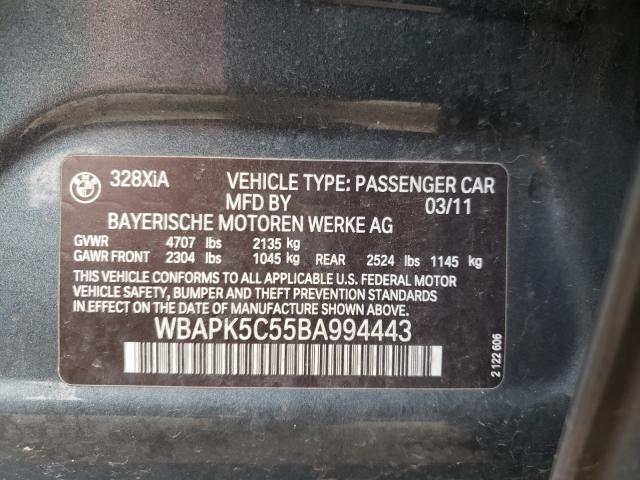 BMW
328XiA VEHICLE TYPE: PASSENGER CAR
MFD BY 03/11
BAYERISCHE MOTOREN WERKE AG
GVWR 4707 lbs 2135 kg
GAWR FRONT 2304 lbs 1045 kg REAR 2524 lbs 1145 kg
THIS VEHICLE CONFORMS TO ALL APPLICABLE U.S. FEDERAL MOTOR
VEHICLE SAFETY, BUMPER AND THEFT PREVENTION STANDARDS
IN EFFECT ON THE DATE OF MANUFACTURE SHOWN ABOVE.
WBAPK5C55BA994443
2 122 606